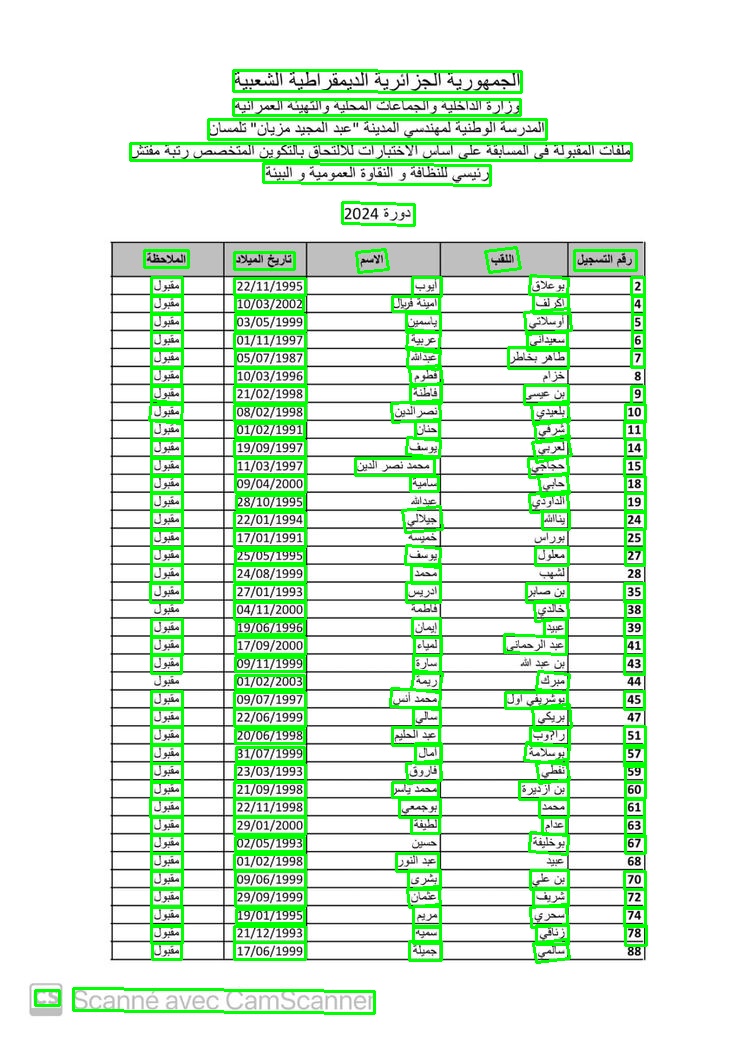 الجمهورية الجزائرية الديمقراطية الشعبية
وزارة الداخلية والجماعات المحلية والتهيئة العمرانية
المدرسة الوطنية لمهندسي المدينة "عبد المجيد مزيان" تلمسان
ملفات المقبولة في المسابقة على اساس الاختبارات للالتحاق بالتكوين المتخصص رتبة مفتش
رئيسي للنظافة و النقاوة العمومية و البيئة
دورة 2024
رقم التسجيل اللقب الاسم تاريخ الميلاد الملاحظة
2 بوعلاق ايوب 22/11/1995 مقبول
4 اكرلف امينة فريال 10/03/2002 مقبول
5 أوسلاتي ياسمين 03/05/1999 مقبول
6 سعيداني عربية 01/11/1997 مقبول
7 طاهر بخاطر عبدالله 05/07/1987 مقبول
8 خزام فطوم 10/03/1996 مقبول
9 بن عيسى فاطنة 21/02/1998 مقبول
10 بلعيدي نصرالدين 08/02/1998 مقبول
11 شرفي حنان 01/02/1991 مقبول
14 لعربي يوسف 19/09/1997 مقبول
15 حجاجي محمد نصر الدين 11/03/1997 مقبول
18 حابي سامية 09/04/2000 مقبول
19 الداودي عبدالله 28/10/1995 مقبول
24 يناالله جيلالي 22/01/1994 مقبول
25 بوراس خميسة 17/01/1991 مقبول
27 معلول يوسف 25/05/1995 مقبول
28 لشهب محمد 24/08/1999 مقبول
35 بن صابر ادريس 27/01/1993 مقبول
38 خالدي فاطمة 04/11/2000 مقبول
39 عبيد إيمان 19/06/1996 مقبول
41 عبد الرحماني لمياء 17/09/2000 مقبول
43 بن عبد الله سارة 09/11/1999 مقبول
44 مبرك ريمة 01/02/2003 مقبول
45 بوشريفي اول محمد أنس 09/07/1997 مقبول
47 بريكي سالي 22/06/1999 مقبول
51 را?وب عبد الحليم 20/06/1998 مقبول
57 بوسلامة امال 31/07/1999 مقبول
59 نفطي فاروق 23/03/1993 مقبول
60 بن ازديرة محمد ياسر 21/09/1998 مقبول
61 محمد بوجمعي 22/11/1998 مقبول
63 عدام لطيفة 29/01/2000 مقبول
67 بوخليفة حسين 02/05/1993 مقبول
68 عبيد عبد النور 01/02/1998 مقبول
70 بن علي بشرى 09/06/1999 مقبول
72 شريف عثمان 29/09/1999 مقبول
74 سحري مريم 19/01/1995 مقبول
78 زناقي سميه 21/12/1993 مقبول
88 سالمي جميلة 17/06/1999 مقبول
CS Scanné avec CamScanner